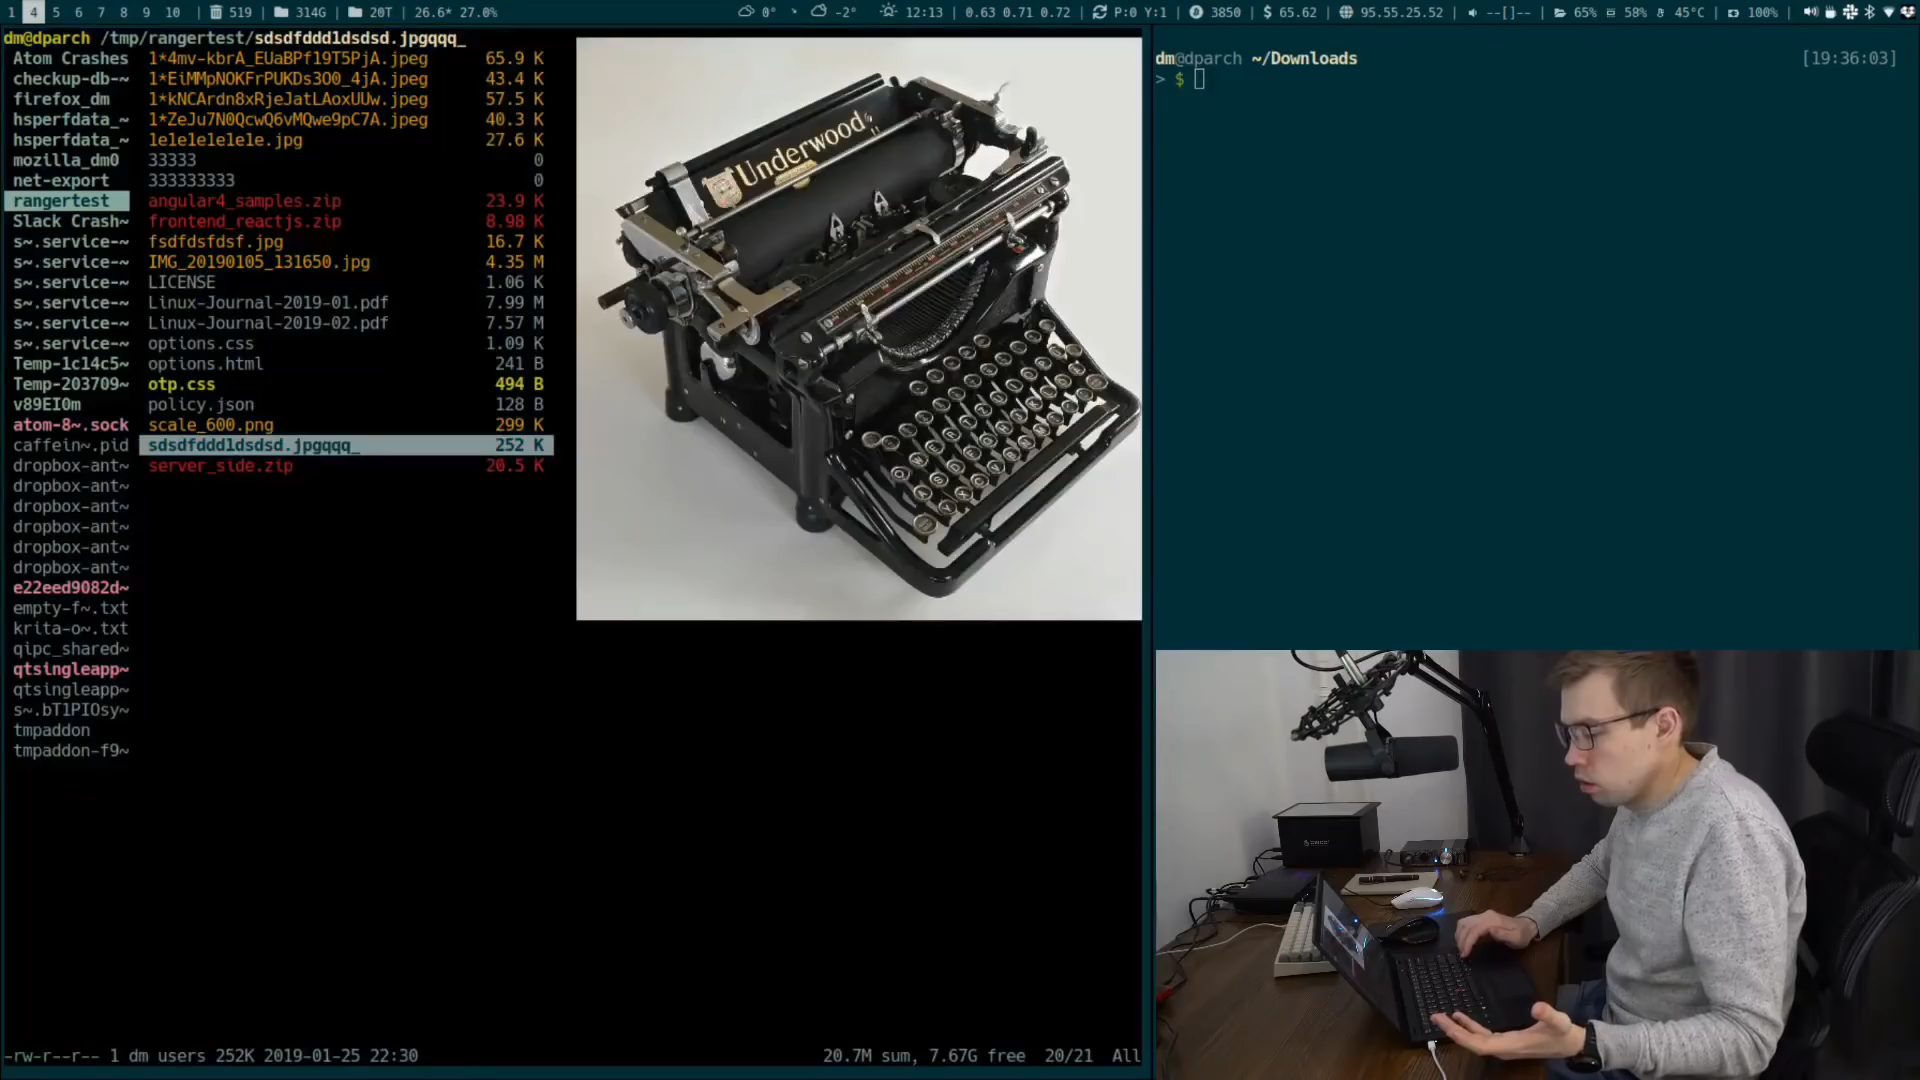 1 4 5 6 7 8 9 10 519 314G 20T 26.6* 27.0% 0° -2° 12:13 0.63 0.71 0.72 P:0 Y:1 3850 $ 65.62 95.55.25.52 --[]-- 65% 58% 45°C 100%
dm@dparch /tmp/rangertest/sdsdfdddldsdsd.jpgqqq_
Atom Crashes 1*4mv-kbrA_EUaBPf19T5PjA.jpeg 65.9 K
checkup-db-~ 1*EiMMpNOKFrPUKDs3O0_4jA.jpeg 43.4 K
firefox_dm 1*kNCArdn8xRjeJatLAoxUUw.jpeg 57.5 K
hsperfdata_~ 1*ZeJu7N0QcwQ6vMQwe9pC7A.jpeg 40.3 K
hsperfdata_~ 1e1e1e1e1e1e.jpg 27.6 K
mozilla_dm0 33333 0
net-export 333333333 0
rangertest angular4_samples.zip 23.9 K
Slack Crash~ frontend_reactjs.zip 8.98 K
s~.service-~ fsdfdsfdsf.jpg 16.7 K
s~.service-~ IMG_20190105_131650.jpg 4.35 M
s~.service-~ LICENSE 1.06 K
s~.service-~ Linux-Journal-2019-01.pdf 7.99 M
s~.service-~ Linux-Journal-2019-02.pdf 7.57 M
s~.service-~ options.css 1.09 K
Temp-1c14c5~ options.html 241 B
Temp-203709~ otp.css 494 B
v89EI0m policy.json 128 B
atom-8~.sock scale_600.png 299 K
caffein~.pid sdsdfdddldsdsd.jpgqqq_ 252 K
dropbox-ant~ server_side.zip 20.5 K
dropbox-ant~
dropbox-ant~
dropbox-ant~
dropbox-ant~
dropbox-ant~
e22eed9082d~
empty-f~.txt
krita-o~.txt
qipc_shared~
qtsingleapp~
qtsingleapp~
s~.bT1PIOsy~
tmpaddon
tmpaddon-f9~
-rw-r--r-- 1 dm users 252K 2019-01-25 22:30 20.7M sum, 7.67G free 20/21 All
Underwood
dm@dparch ~/Downloads [19:36:03]
> $